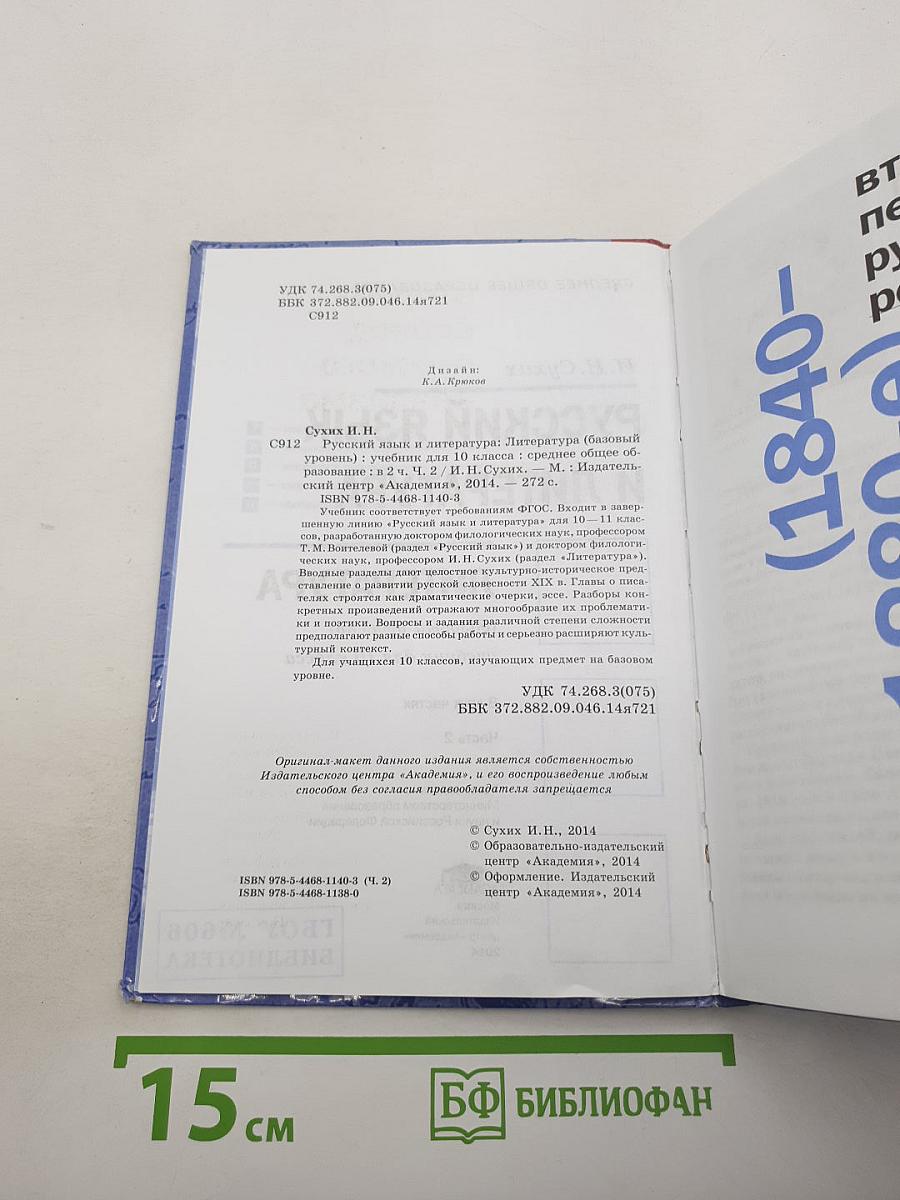 УДК 74.268.3(075)
ББК 372.882.09.046.14я721
С912
Дизайн:
К. А. Крюков
Сухих И. Н.
С912 Русский язык и литература: Литература (базовый
уровень) : учебник для 10 класса : среднее общее об-
разование : в 2 ч. Ч. 2 / И. Н. Сухих. — М. : Издатель-
ский центр «Академия», 2014. — 272 с.
ISBN 978-5-4468-1140-3
Учебник соответствует требованиям ФГОС. Входит в завер-
шенную линию «Русский язык и литература» для 10—11 клас-
сов, разработанную доктором филологических наук, профессором
Т. М. Воителевой (раздел «Русский язык») и доктором филологи-
ческих наук, профессором И. Н. Сухих (раздел «Литература»).
Вводные разделы дают целостное культурно-историческое пред-
ставление о развитии русской словесности XIX в. Главы о писа-
телях строятся как драматические очерки, эссе. Разборы кон-
кретных произведений отражают многообразие их проблемати-
ки и поэтики. Вопросы и задания различной степени сложности
предполагают разные способы работы и серьезно расширяют куль-
турный контекст.
Для учащихся 10 классов, изучающих предмет на базовом
уровне.
УДК 74.268.3(075)
ББК 372.882.09.046.14я721
Оригинал-макет данного издания является собственностью
Издательского центра «Академия», и его воспроизведение любым
способом без согласия правообладателя запрещается
© Сухих И. Н., 2014
© Образовательно-издательский
центр «Академия», 2014
© Оформление. Издательский
центр «Академия», 2014
ISBN 978-5-4468-1140-3 (Ч. 2)
ISBN 978-5-4468-1138-0
(1840–
15 см
БФ БИБЛИОФАН